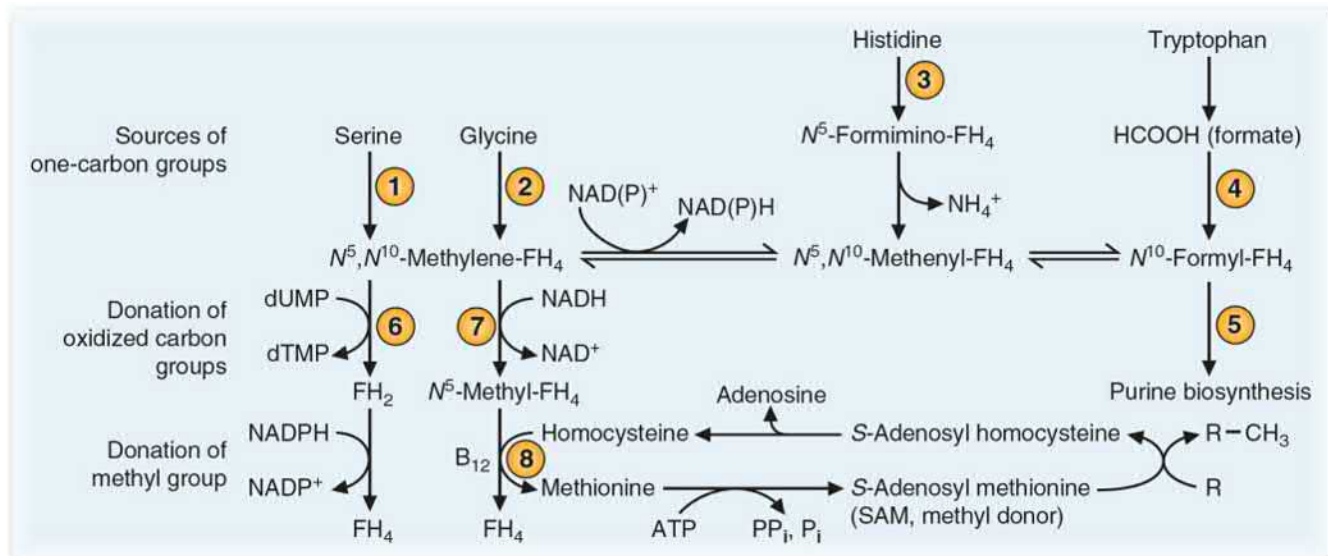 Histidine
Tryptophan
3
Sources of
one-carbon groups
Serine
Glycine
N⁵-Formimino-FH₄
HCOOH (formate)
1
2
4
NAD(P)⁺
NAD(P)H
NH₄⁺
N⁵,N¹⁰-Methylene-FH₄
N⁵,N¹⁰-Methenyl-FH₄
N¹⁰-Formyl-FH₄
Donation of
oxidized carbon
groups
dUMP
6
dTMP
NADH
7
NAD⁺
5
FH₂
N⁵-Methyl-FH₄
Adenosine
Purine biosynthesis
Donation of
methyl group
NADPH
NADP⁺
B₁₂
8
Homocysteine
S-Adenosyl homocysteine
R–CH₃
Methionine
S-Adenosyl methionine
(SAM, methyl donor)
R
FH₄
FH₄
ATP
PPᵢ, Pᵢ